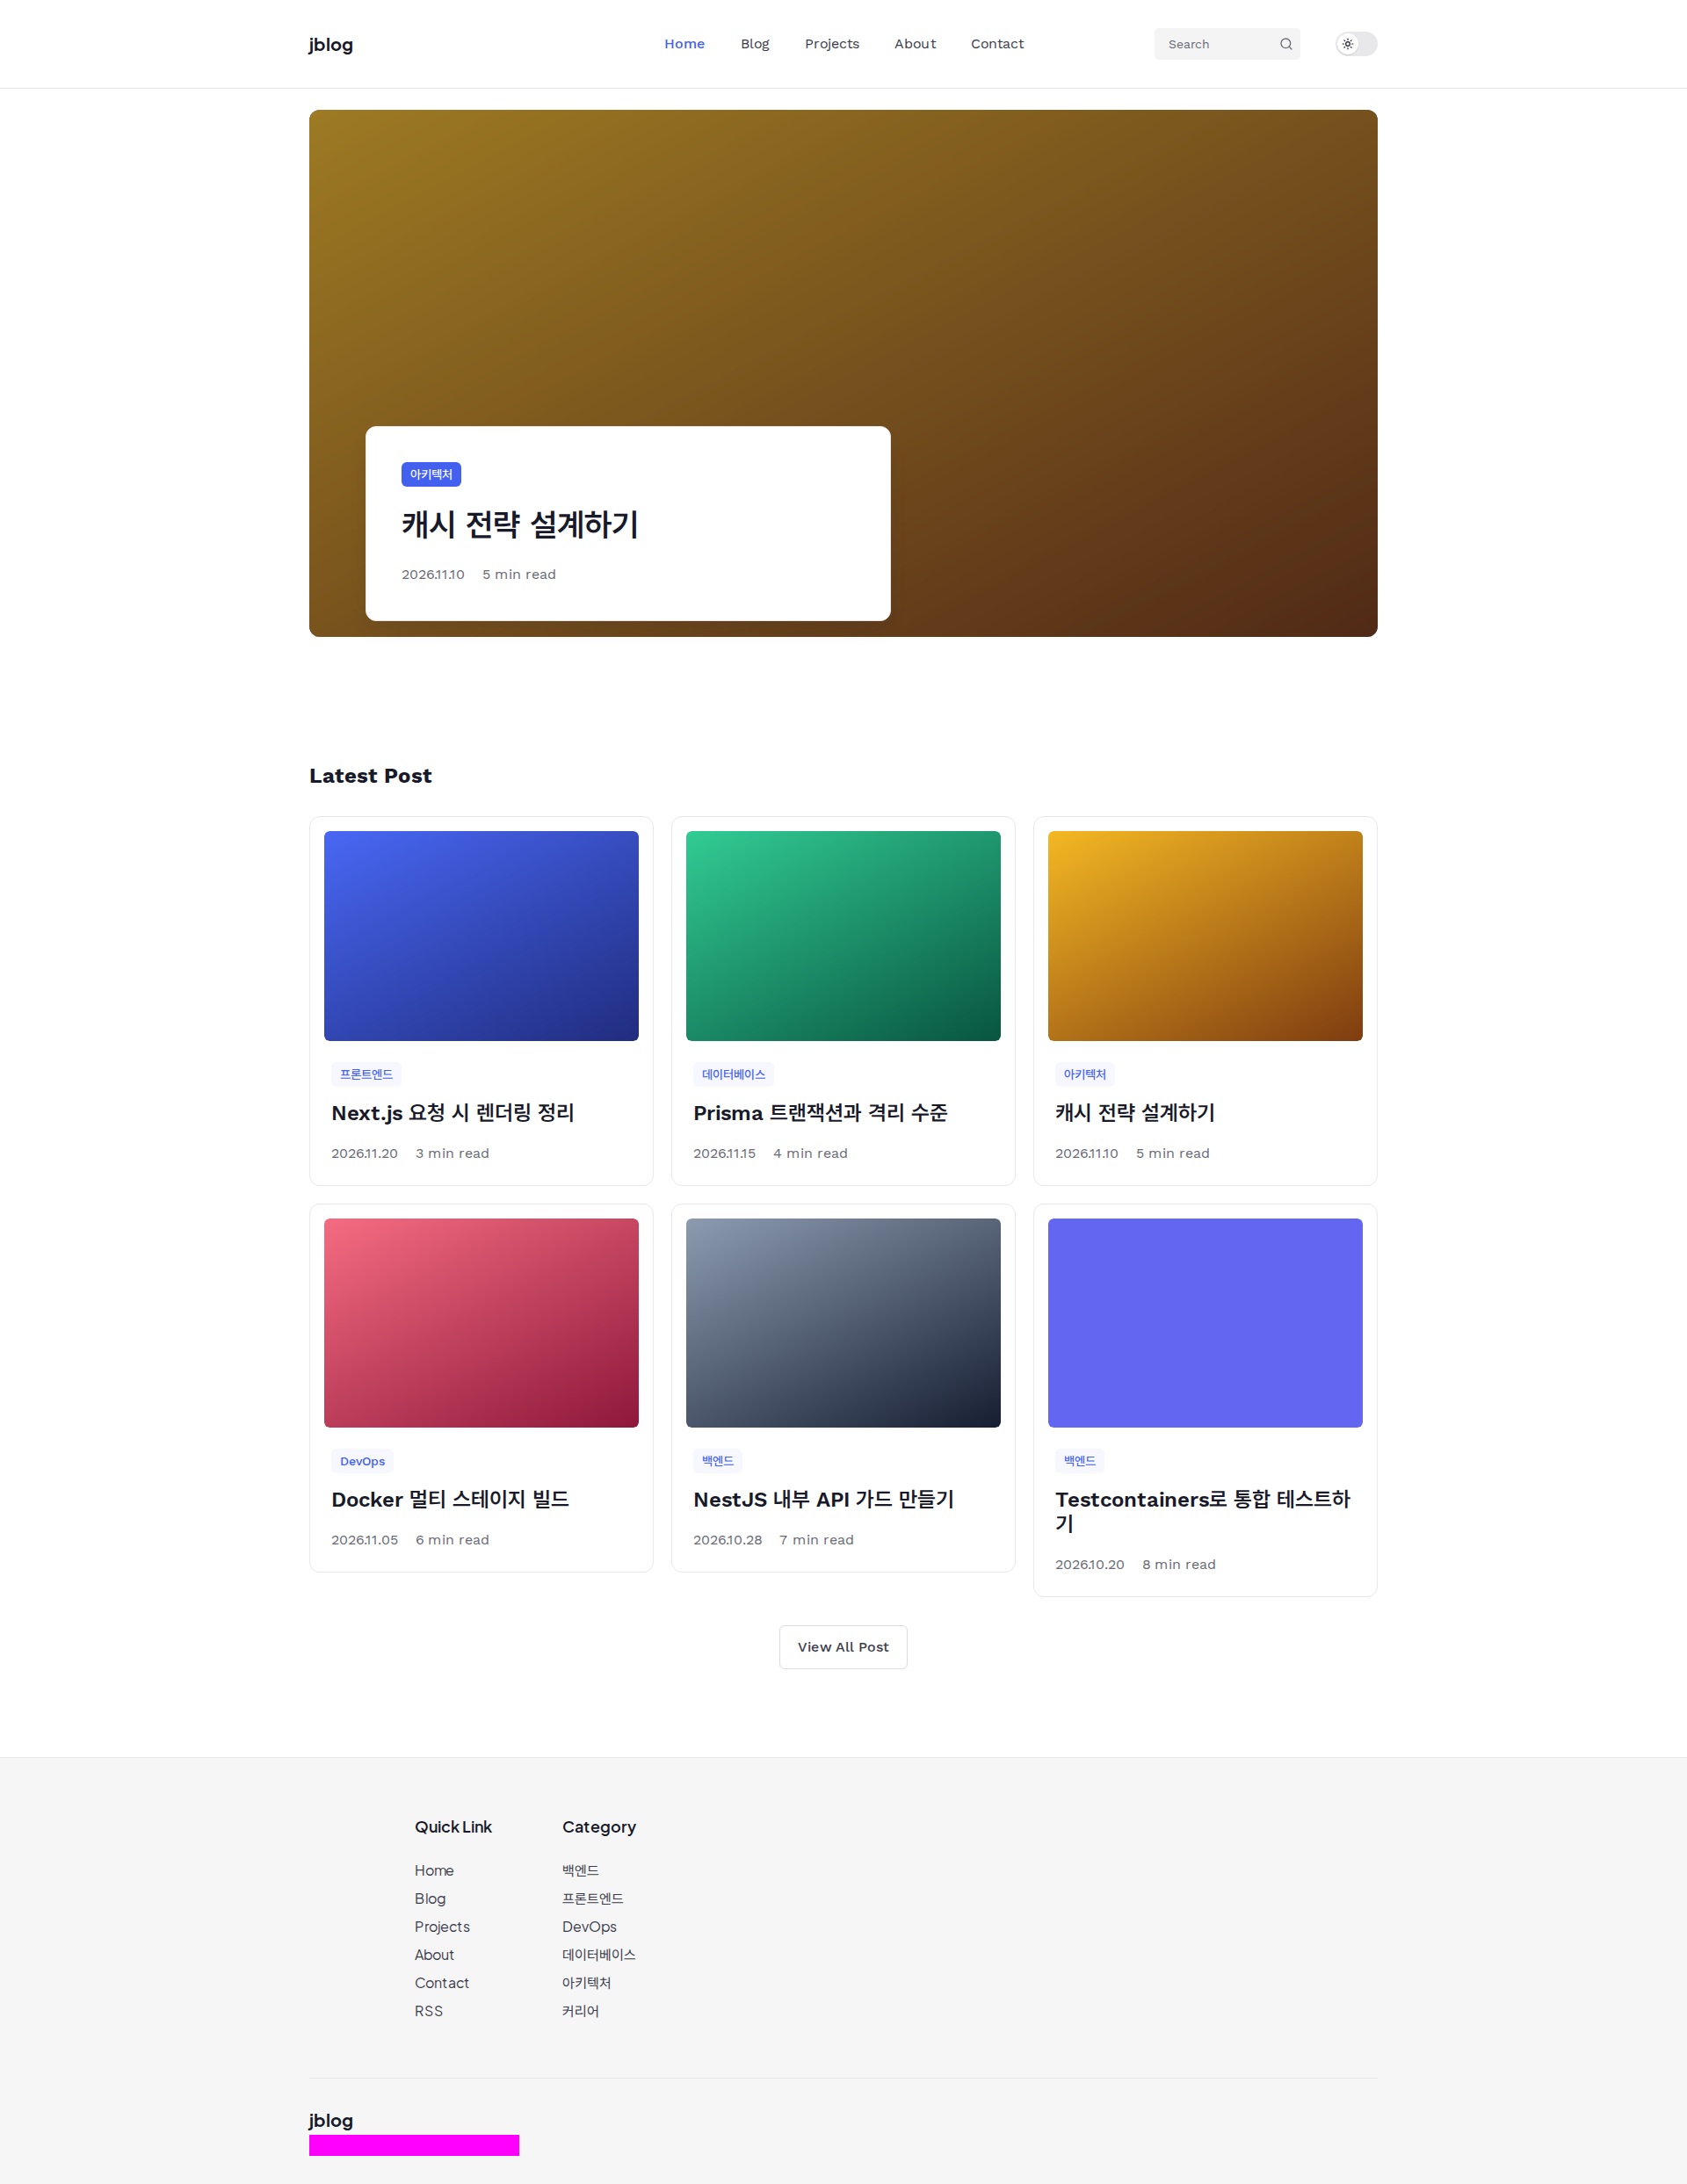 jblog
Home
Blog
Projects
About
Contact
Search
아키텍처
캐시 전략 설계하기
2026.11.10 5 min read
Latest Post
프론트엔드
Next.js 요청 시 렌더링 정리
2026.11.20 3 min read
데이터베이스
Prisma 트랜잭션과 격리 수준
2026.11.15 4 min read
아키텍처
캐시 전략 설계하기
2026.11.10 5 min read
DevOps
Docker 멀티 스테이지 빌드
2026.11.05 6 min read
백엔드
NestJS 내부 API 가드 만들기
2026.10.28 7 min read
백엔드
Testcontainers로 통합 테스트하
기
2026.10.20 8 min read
View All Post
Quick Link
Home
Blog
Projects
About
Contact
RSS
Category
백엔드
프론트엔드
DevOps
데이터베이스
아키텍처
커리어
jblog